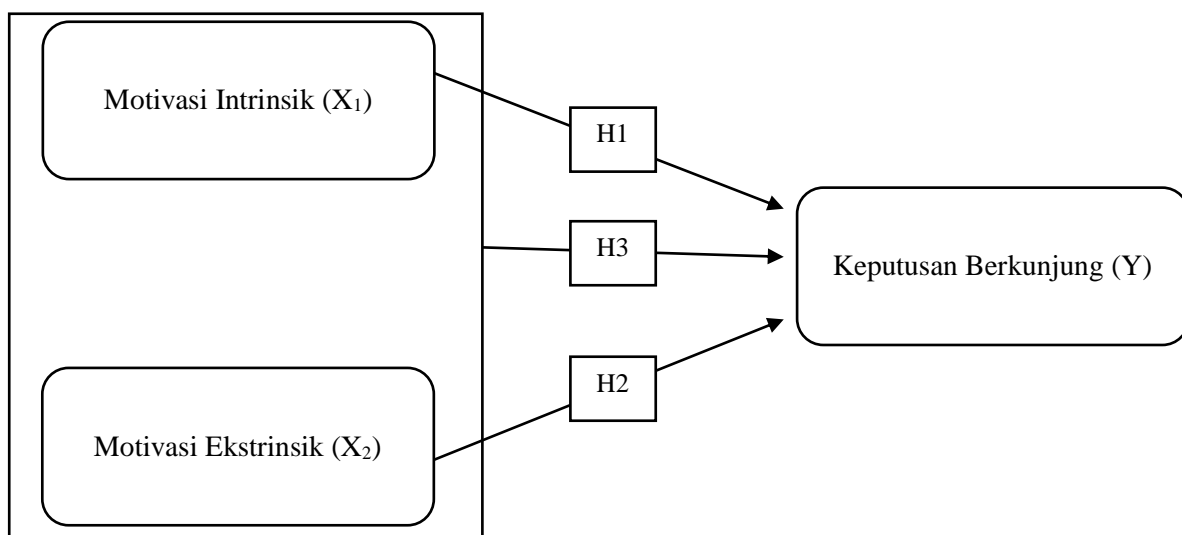 Motivasi Intrinsik (X₁)
H1
H3
Keputusan Berkunjung (Y)
H2
Motivasi Ekstrinsik (X₂)